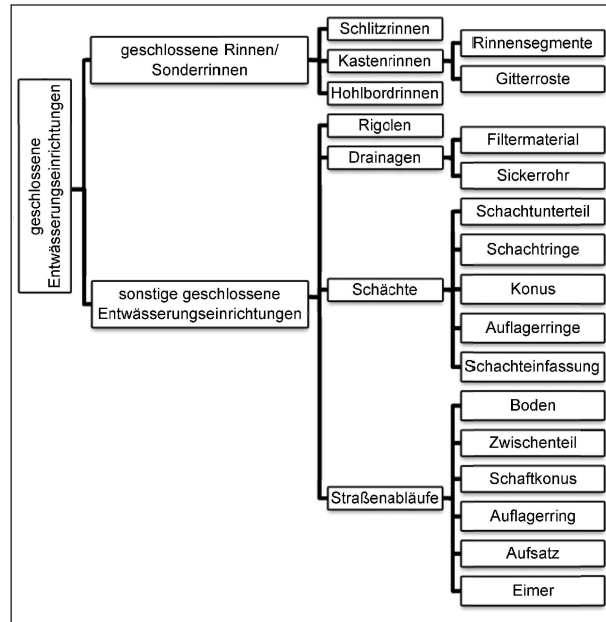 geschlossene
Entwässerungseinrichtungen
geschlossene Rinnen/
Sonderrinnen
Schlitzrinnen
Kastenrinnen
Rinnensegmente
Gitterroste
Hohlbordrinnen
sonstige geschlossene
Entwässerungseinrichtungen
Rigolen
Drainagen
Filtermaterial
Sickerrohr
Schächte
Schachtunterteil
Schachtringe
Konus
Auflagerringe
Schachteinfassung
Straßenabläufe
Boden
Zwischenteil
Schaftkonus
Auflagerring
Aufsatz
Eimer